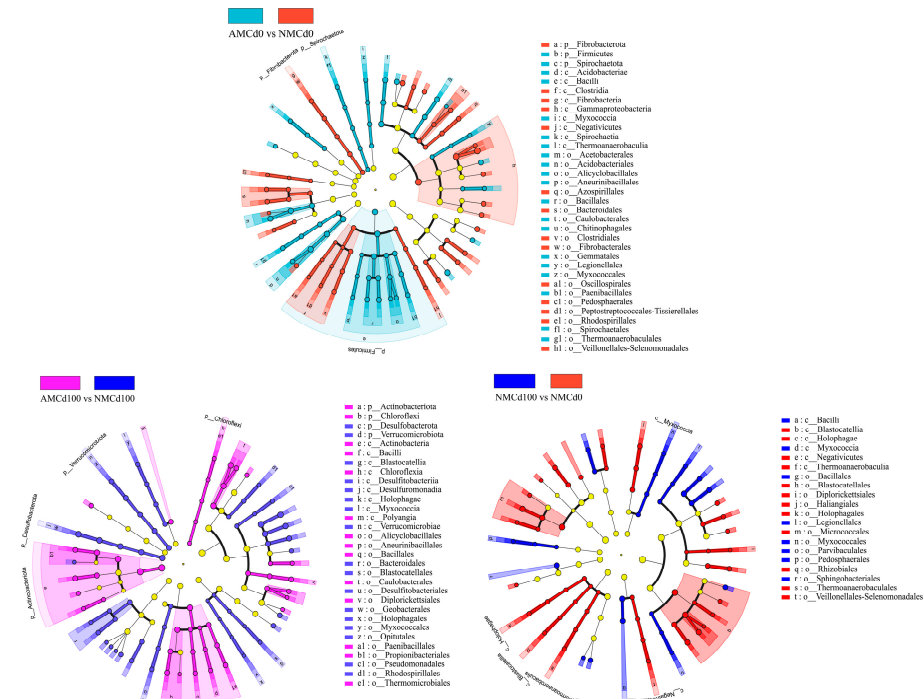 AMCd0 vs NMCd0
p__Fibrobacterota
p__Spirochaetota
p__Firmicutes
a : p__Fibrobacterota
b : p__Firmicutes
c : p__Spirochaetota
d : c__Acidobacteriae
e : c__Bacilli
f : c__Clostridia
g : c__Fibrobacteria
h : c__Gammaproteobacteria
i : c__Myxococcia
j : c__Negativicutes
k : c__Spirochaetia
l : c__Thermoanaerobaculia
m : o__Acetobacterales
n : o__Acidobacteriales
o : o__Alicyclobacillales
p : o__Aneurinibacillales
q : o__Azospirillales
r : o__Bacillales
s : o__Bacteroidales
t : o__Caulobacterales
u : o__Chitinophagales
v : o__Clostridiales
w : o__Fibrobacterales
x : o__Gemmatales
y : o__Legionellales
z : o__Myxococcales
a1 : o__Oscillospirales
b1 : o__Paenibacillales
c1 : o__Pedosphaerales
d1 : o__Peptostreptococcales-Tissierellales
e1 : o__Rhodospirillales
f1 : o__Spirochaetales
g1 : o__Thermoanaerobaculales
h1 : o__Veillonellales-Selenomonadales
AMCd100 vs NMCd100
p__Chloroflexi
p__Verrucomicrobiota
p__Desulfobacterota
p__Actinobacteriota
a : p__Actinobacteriota
b : p__Chloroflexi
c : p__Desulfobacterota
d : p__Verrucomicrobiota
e : c__Actinobacteria
f : c__Bacilli
g : c__Blastocatellia
h : c__Chloroflexia
i : c__Desulfitobacteriia
j : c__Desulfuromonadia
k : c__Holophagae
l : c__Myxococcia
m : c__Polyangia
n : c__Verrucomicrobiae
o : o__Alicyclobacillales
p : o__Aneurinibacillales
q : o__Bacillales
r : o__Bacteroidales
s : o__Blastocatellales
t : o__Caulobacterales
u : o__Desulfitobacteriales
v : o__Diplorickettsiales
w : o__Geobacterales
x : o__Holophagales
y : o__Myxococcales
z : o__Opitutales
a1 : o__Paenibacillales
b1 : o__Propionibacteriales
c1 : o__Pseudomonadales
d1 : o__Rhodospirillales
e1 : o__Thermomicrobiales
NMCd100 vs NMCd0
c__Myxococcia
c__Holophagae
c__Blastocatellia
a : c__Bacilli
b : c__Blastocatellia
c : c__Holophagae
d : c__Myxococcia
e : c__Negativicutes
f : c__Thermoanaerobaculia
g : o__Bacillales
h : o__Blastocatellales
i : o__Diplorickettsiales
j : o__Haliangiales
k : o__Holophagales
l : o__Legionellales
m : o__Micrococcales
n : o__Myxococcales
o : o__Parvibaculales
p : o__Pedosphaerales
q : o__Rhizobiales
r : o__Sphingobacteriales
s : o__Thermoanaerobaculales
t : o__Veillonellales-Selenomonadales